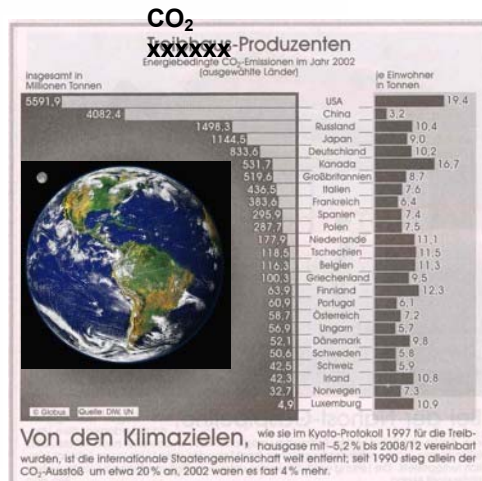 CO₂
xxxxxx
Treibhaus-Produzenten
Energiebedingte CO₂-Emissionen im Jahr 2002
(ausgewählte Länder)
Insgesamt in
Millionen Tonnen
je Einwohner
in Tonnen
5591,9 USA 19,4
4082,4 China 3,2
1498,3 Russland 10,4
1144,5 Japan 9,0
833,6 Deutschland 10,2
531,7 Kanada 16,7
519,6 Großbritannien 8,7
436,5 Italien 7,6
383,6 Frankreich 6,4
295,9 Spanien 7,4
287,7 Polen 7,5
177,9 Niederlande 11,1
118,5 Tschechien 11,5
116,3 Belgien 11,3
100,3 Griechenland 9,5
63,9 Finnland 12,3
60,9 Portugal 6,1
58,7 Österreich 7,2
56,9 Ungarn 5,7
52,1 Dänemark 9,8
50,6 Schweden 5,8
42,5 Schweiz 5,9
42,3 Irland 10,8
32,7 Norwegen 7,3
4,9 Luxemburg 10,9
© Globus Quelle: DIW, UN
Von den Klimazielen, wie sie im Kyoto-Protokoll 1997 für die Treib-
hausgase mit –5,2 % bis 2008/12 vereinbart
wurden, ist die internationale Staatengemeinschaft weit entfernt; seit 1990 stieg allein der
CO₂-Ausstoß um etwa 20 % an, 2002 waren es fast 4 % mehr.